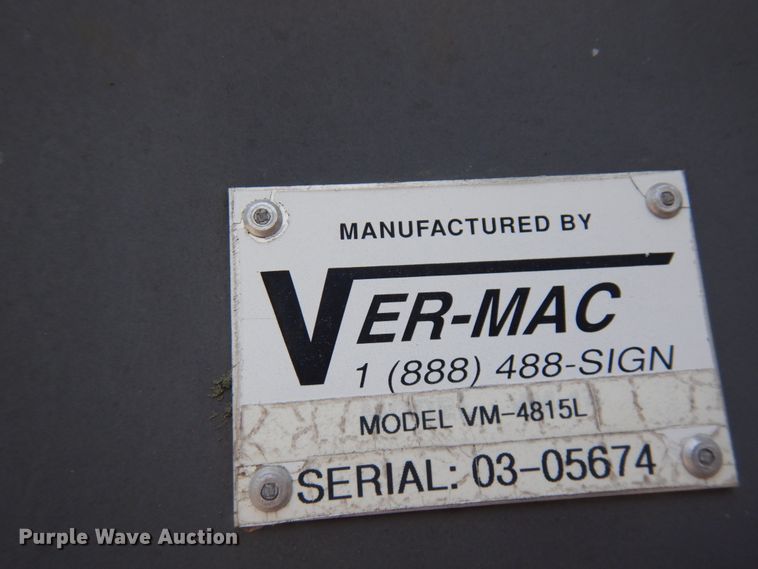 MANUFACTURED BY
VER-MAC
1 (888) 488-SIGN
MODEL VM-4815L
SERIAL: 03-05674
Purple Wave Auction